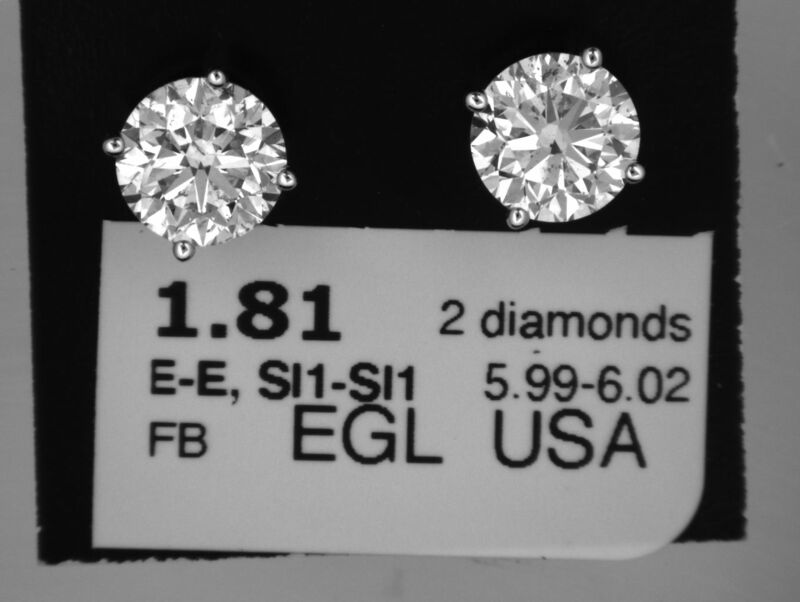 1.81 2 diamonds
E-E, SI1-SI1 5.99-6.02
FB EGL USA